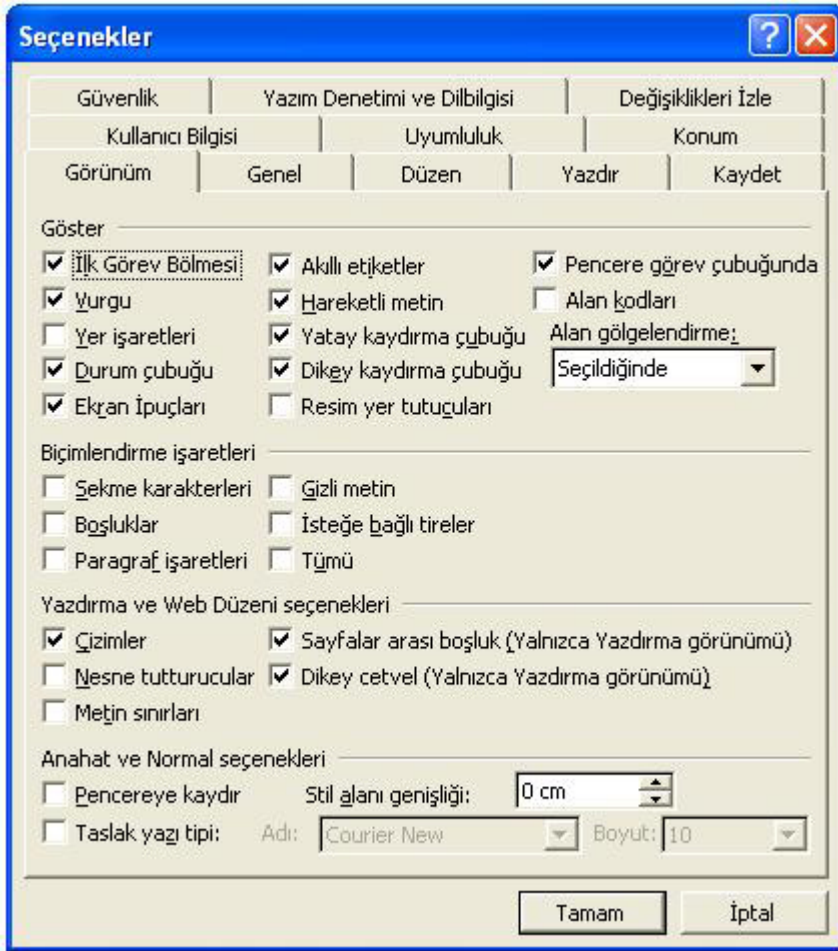 Seçenekler
Güvenlik Yazım Denetimi ve Dilbilgisi Değişiklikleri İzle
Kullanıcı Bilgisi Uyumluluk Konum
Görünüm Genel Düzen Yazdır Kaydet
Göster
İlk Görev Bölmesi Akıllı etiketler Pencere görev çubuğunda
Vurgu Hareketli metin Alan kodları
Yer işaretleri Yatay kaydırma çubuğu Alan gölgelendirme:
Durum çubuğu Dikey kaydırma çubuğu Seçildiğinde
Ekran İpuçları Resim yer tutucuları
Biçimlendirme işaretleri
Sekme karakterleri Gizli metin
Boşluklar İsteğe bağlı tireler
Paragraf işaretleri Tümü
Yazdırma ve Web Düzeni seçenekleri
Çizimler Sayfalar arası boşluk (Yalnızca Yazdırma görünümü)
Nesne tutturucular Dikey cetvel (Yalnızca Yazdırma görünümü)
Metin sınırları
Anahat ve Normal seçenekleri
Pencereye kaydır Stil alanı genişliği: 0 cm
Taslak yazı tipi: Adı: Courier New Boyut: 10
Tamam İptal